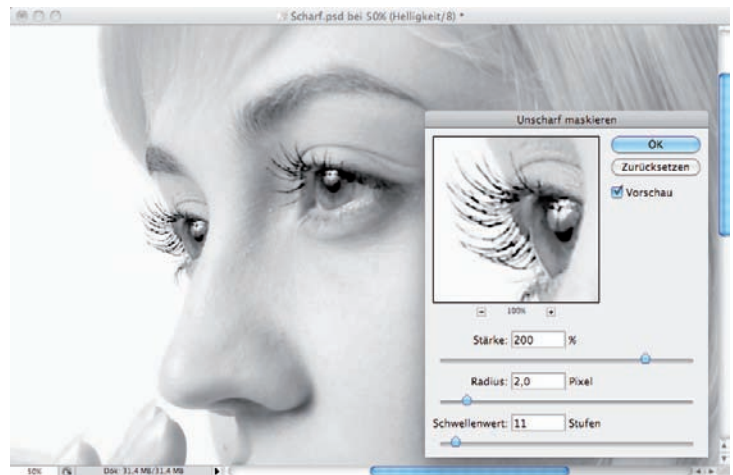 Scharf.psd bei 50% (Helligkeit/8) *
Unscharf maskieren
OK
Zurücksetzen
Vorschau
100%
Stärke: 200 %
Radius: 2,0 Pixel
Schwellenwert: 11 Stufen
50% Dok: 31,4 MB/31,4 MB